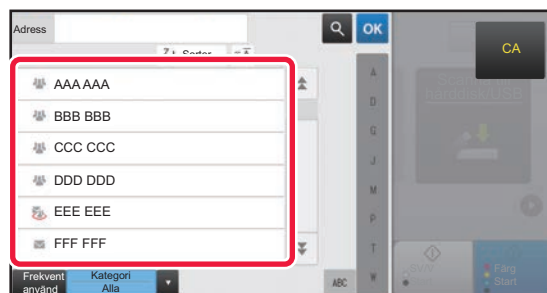 Adress
OK
CA
AAA AAA
BBB BBB
CCC CCC
DDD DDD
EEE EEE
FFF FFF
A
D
G
J
M
P
T
W
ABC
Frekvent
använd
Kategori
Alla
Färg
Start